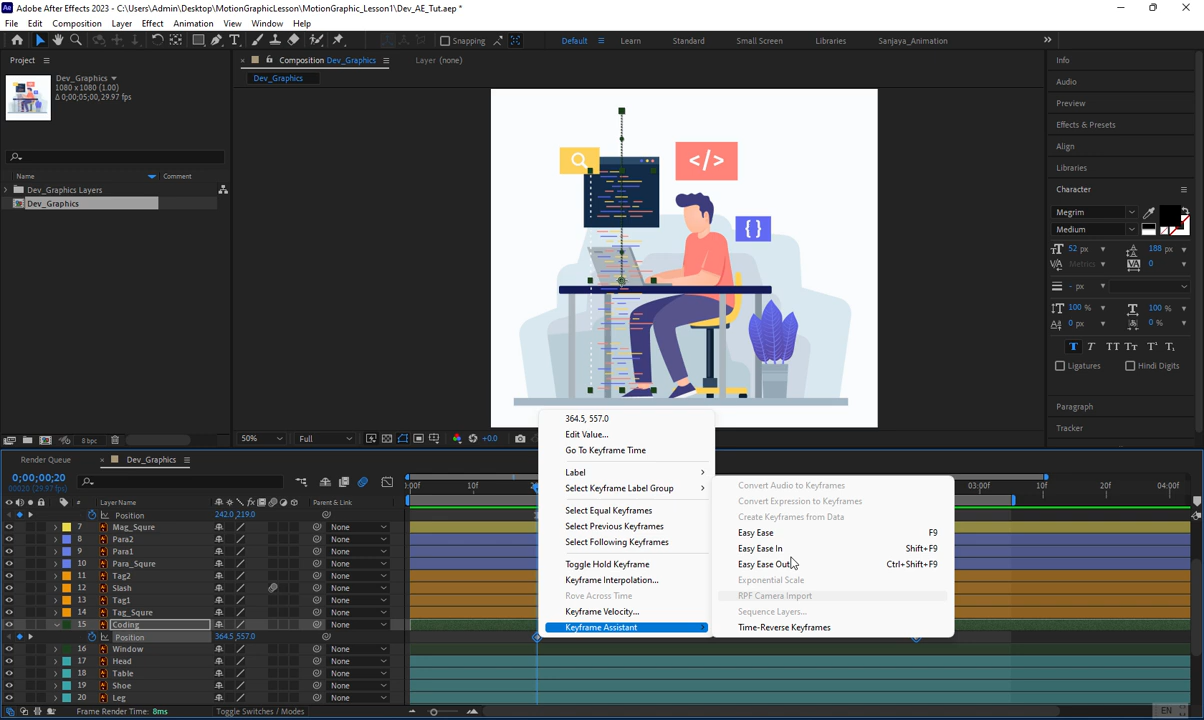 Adobe After Effects 2023 - C:\Users\Admin\Desktop\MotionGraphicLesson\MotionGraphic_Lesson1\Dev_AE_Tut.aep *
File Edit Composition Layer Effect Animation View Window Help
Snapping Default Learn Standard Small Screen Libraries Sanjaya_Animation
Project
Dev_Graphics
1080 x 1080 (1.00)
Δ 0;00;05;00, 29.97 fps
Name Comment
Dev_Graphics Layers
Dev_Graphics
8 bpc
Composition Dev_Graphics Layer (none)
Dev_Graphics
</>
{ }
50% Full +0.0
Info
Audio
Preview
Effects & Presets
Align
Libraries
Character
Megrim
Medium
52 px 188 px
Metrics 0
- px
100 % 100 %
0 px 0 %
Ligatures Hindi Digits
Paragraph
Tracker
Render Queue Dev_Graphics
0;00;00;20
00020 (29.97 fps)
# Layer Name Parent & Link
Position 242.0,219.0
7 Mag_Squre None
8 Para2 None
9 Para1 None
10 Para_Squre None
11 Tag2 None
12 Slash None
13 Tag1 None
14 Tag_Squre None
15 Coding None
Position 364.5,557.0
16 Window None
17 Head None
18 Table None
19 Shoe None
20 Leg None
Frame Render Time: 8ms Toggle Switches / Modes
:00f 10f 03:00f 10f 20f 04:00f
364.5, 557.0
Edit Value...
Go To Keyframe Time
Label
Select Keyframe Label Group
Select Equal Keyframes
Select Previous Keyframes
Select Following Keyframes
Toggle Hold Keyframe
Keyframe Interpolation...
Rove Across Time
Keyframe Velocity...
Keyframe Assistant
Convert Audio to Keyframes
Convert Expression to Keyframes
Create Keyframes from Data
Easy Ease F9
Easy Ease In Shift+F9
Easy Ease Out Ctrl+Shift+F9
Exponential Scale
RPF Camera Import
Sequence Layers...
Time-Reverse Keyframes
EN